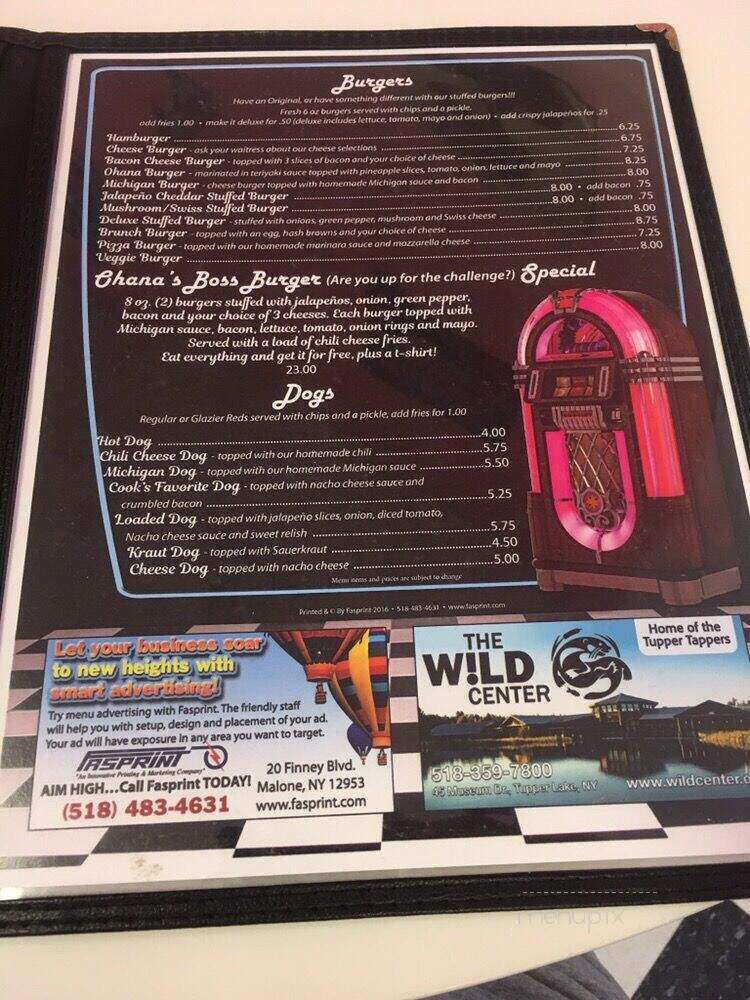 Burgers
Have an Original, or have something different with our stuffed burgers!!!
Fresh 6 oz burgers served with chips and a pickle.
add fries 1.00 • make it deluxe for .50 (deluxe includes lettuce, tomato, mayo and onion) • add crispy jalapeños for .25
Hamburger 6.25
Cheese Burger - ask your waitress about our cheese selections 6.75
Bacon Cheese Burger - topped with 3 slices of bacon and your choice of cheese 7.25
Ohana Burger - marinated in teriyaki sauce topped with pineapple slices, tomato, onion, lettuce and mayo 8.25
Michigan Burger - cheese burger topped with homemade Michigan sauce and bacon 8.00
Jalapeño Cheddar Stuffed Burger 8.00 • add bacon .75
Mushroom/Swiss Stuffed Burger 8.00 • add bacon .75
Deluxe Stuffed Burger - stuffed with onions, green pepper, mushroom and Swiss cheese 8.00
Brunch Burger - topped with an egg, hash browns and your choice of cheese 8.75
Pizza Burger - topped with our homemade marinara sauce and mozzarella cheese 7.25
Veggie Burger 8.00
Ohana's Boss Burger (Are you up for the challenge?) Special
8 oz. (2) burgers stuffed with jalapeños, onion, green pepper,
bacon and your choice of 3 cheeses. Each burger topped with
Michigan sauce, bacon, lettuce, tomato, onion rings and mayo.
Served with a load of chili cheese fries.
Eat everything and get it for free, plus a t-shirt!
23.00
Dogs
Regular or Glazier Reds served with chips and a pickle, add fries for 1.00
Hot Dog 4.00
Chili Cheese Dog - topped with our homemade chili 5.75
Michigan Dog - topped with our homemade Michigan sauce 5.50
Cook's Favorite Dog - topped with nacho cheese sauce and
crumbled bacon 5.25
Loaded Dog - topped with jalapeño slices, onion, diced tomato,
Nacho cheese sauce and sweet relish 5.75
Kraut Dog - topped with Sauerkraut 4.50
Cheese Dog - topped with nacho cheese 5.00
Menu items and prices are subject to change
Printed & © By Fasprint 2016 • 518-483-4631 • www.fasprint.com
Let your business soar
to new heights with
smart advertising!
Try menu advertising with Fasprint. The friendly staff
will help you with setup, design and placement of your ad.
Your ad will have exposure in any area you want to target.
FASPRINT
"An Innovative Printing & Marketing Company"
AIM HIGH...Call Fasprint TODAY!
(518) 483-4631
20 Finney Blvd.
Malone, NY 12953
www.fasprint.com
THE
W!LD
CENTER
Home of the
Tupper Tappers
518-359-7800
45 Museum Dr., Tupper Lake, NY
www.wildcenter.o
menupix